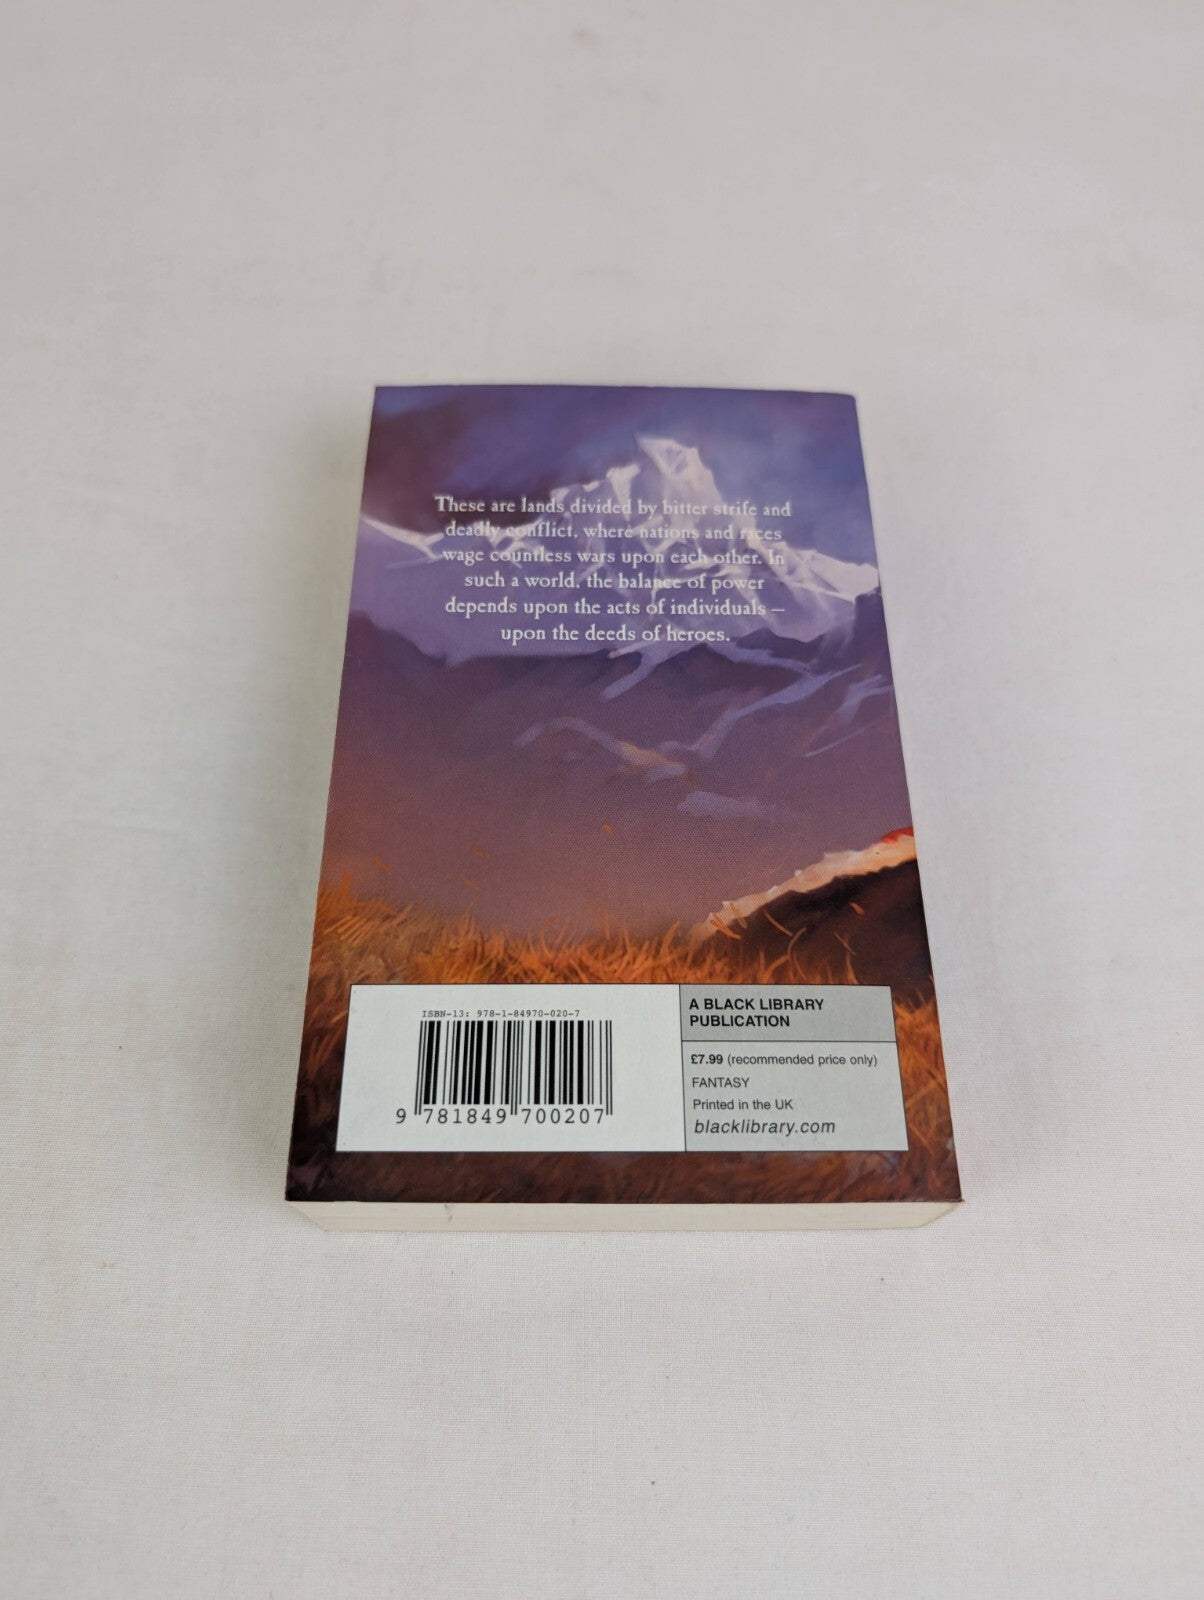 These are lands divided by bitter strife and
deadly conflict, where nations and races
wage countless wars upon each other. In
such a world, the balance of power
depends upon the acts of individuals –
upon the deeds of heroes.
ISBN-13: 978-1-84970-020-7
9 781849 700207
A BLACK LIBRARY
PUBLICATION
£7.99 (recommended price only)
FANTASY
Printed in the UK
blacklibrary.com